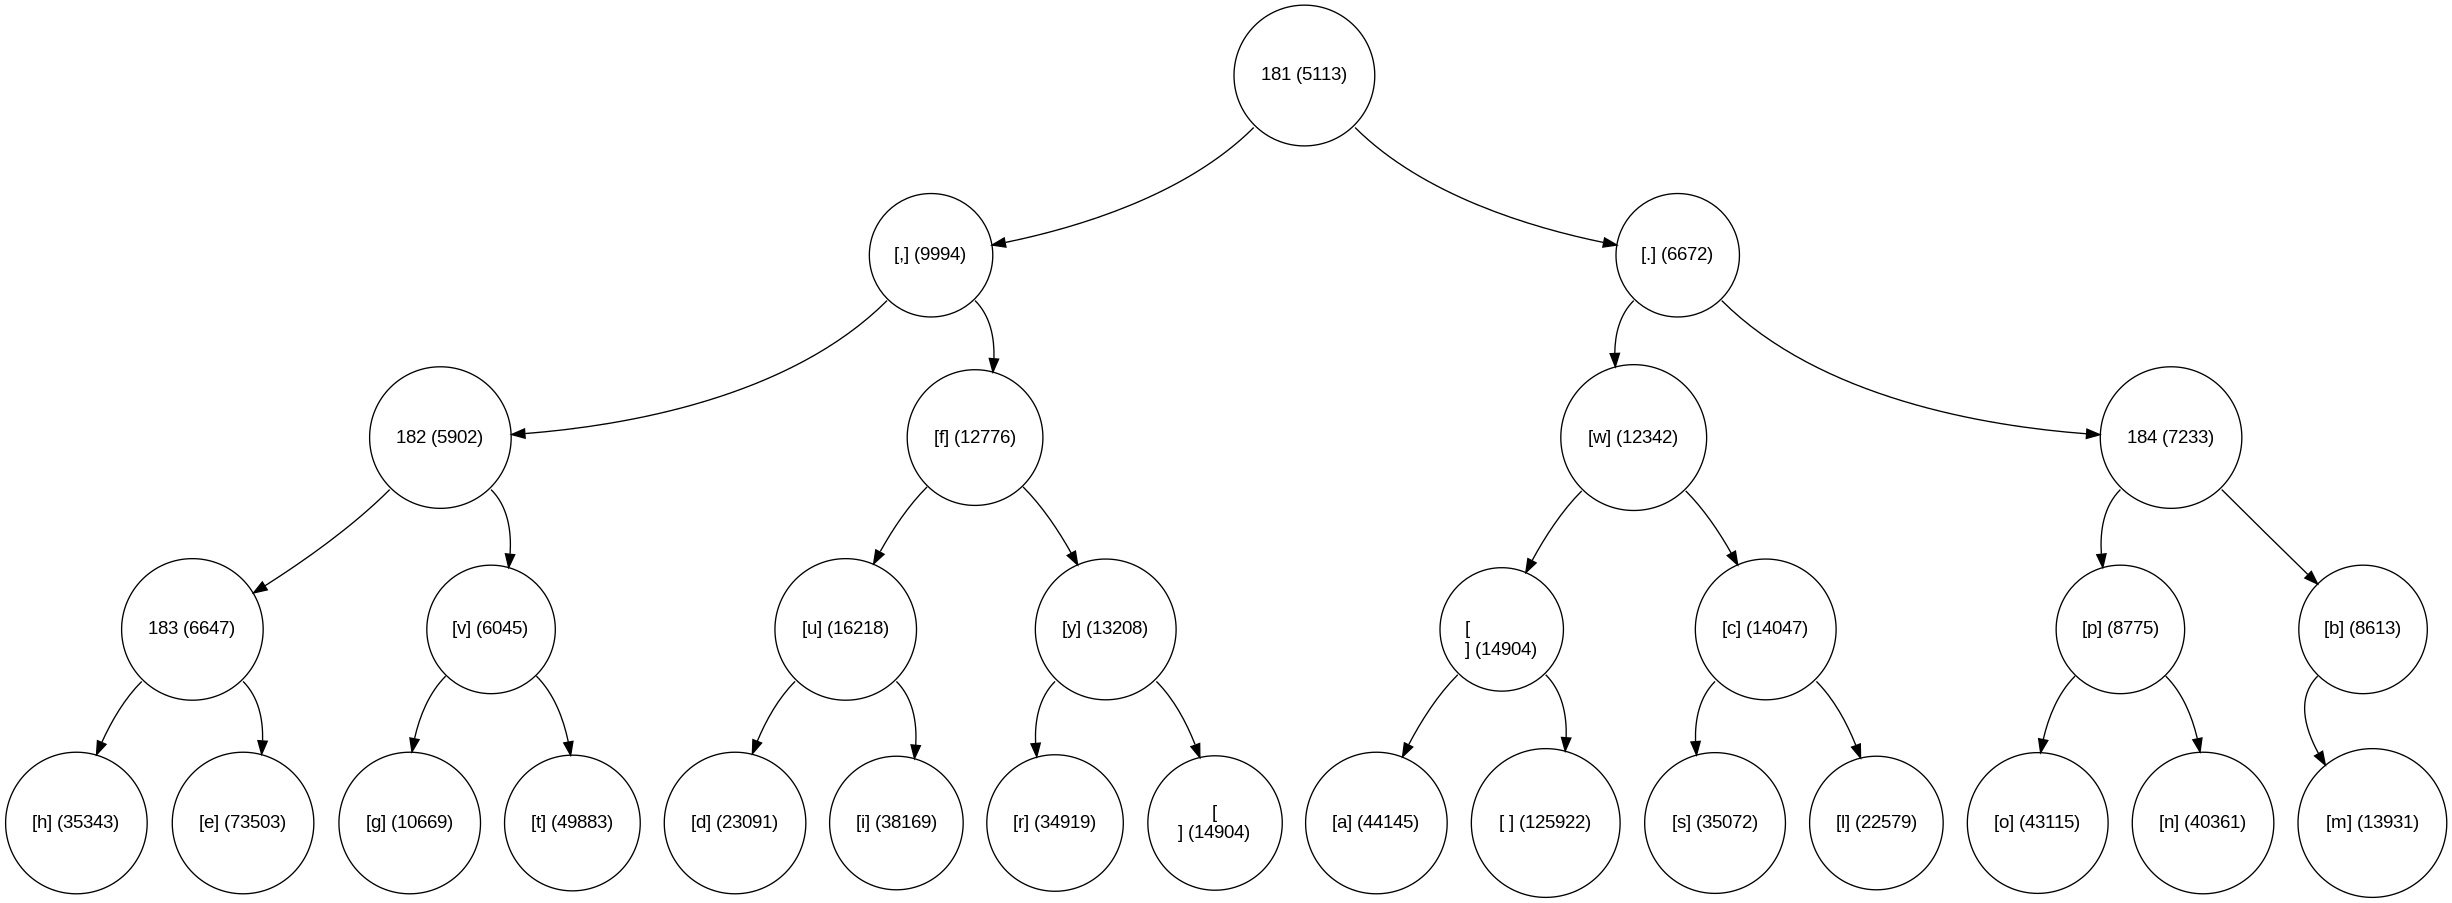 181 (5113)
[,] (9994)
[.] (6672)
182 (5902)
[f] (12776)
[w] (12342)
184 (7233)
183 (6647)
[v] (6045)
[u] (16218)
[y] (13208)
[
] (14904)
[c] (14047)
[p] (8775)
[b] (8613)
[h] (35343)
[e] (73503)
[g] (10669)
[t] (49883)
[d] (23091)
[i] (38169)
[r] (34919)
[
] (14904)
[a] (44145)
[ ] (125922)
[s] (35072)
[l] (22579)
[o] (43115)
[n] (40361)
[m] (13931)